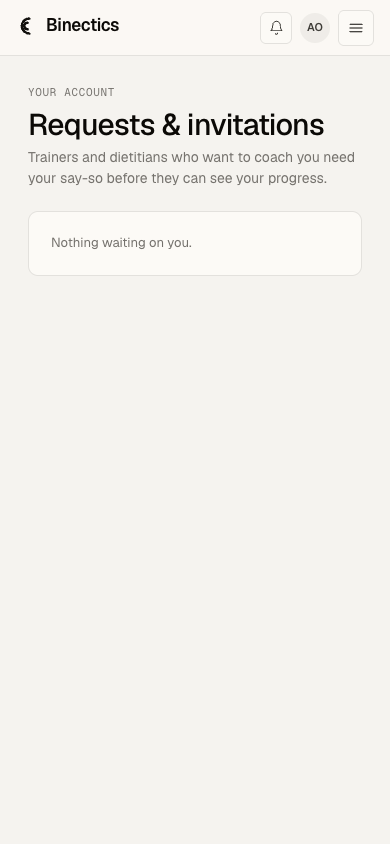 Binectics
AO
YOUR ACCOUNT
Requests & invitations
Trainers and dietitians who want to coach you need
your say-so before they can see your progress.
Nothing waiting on you.